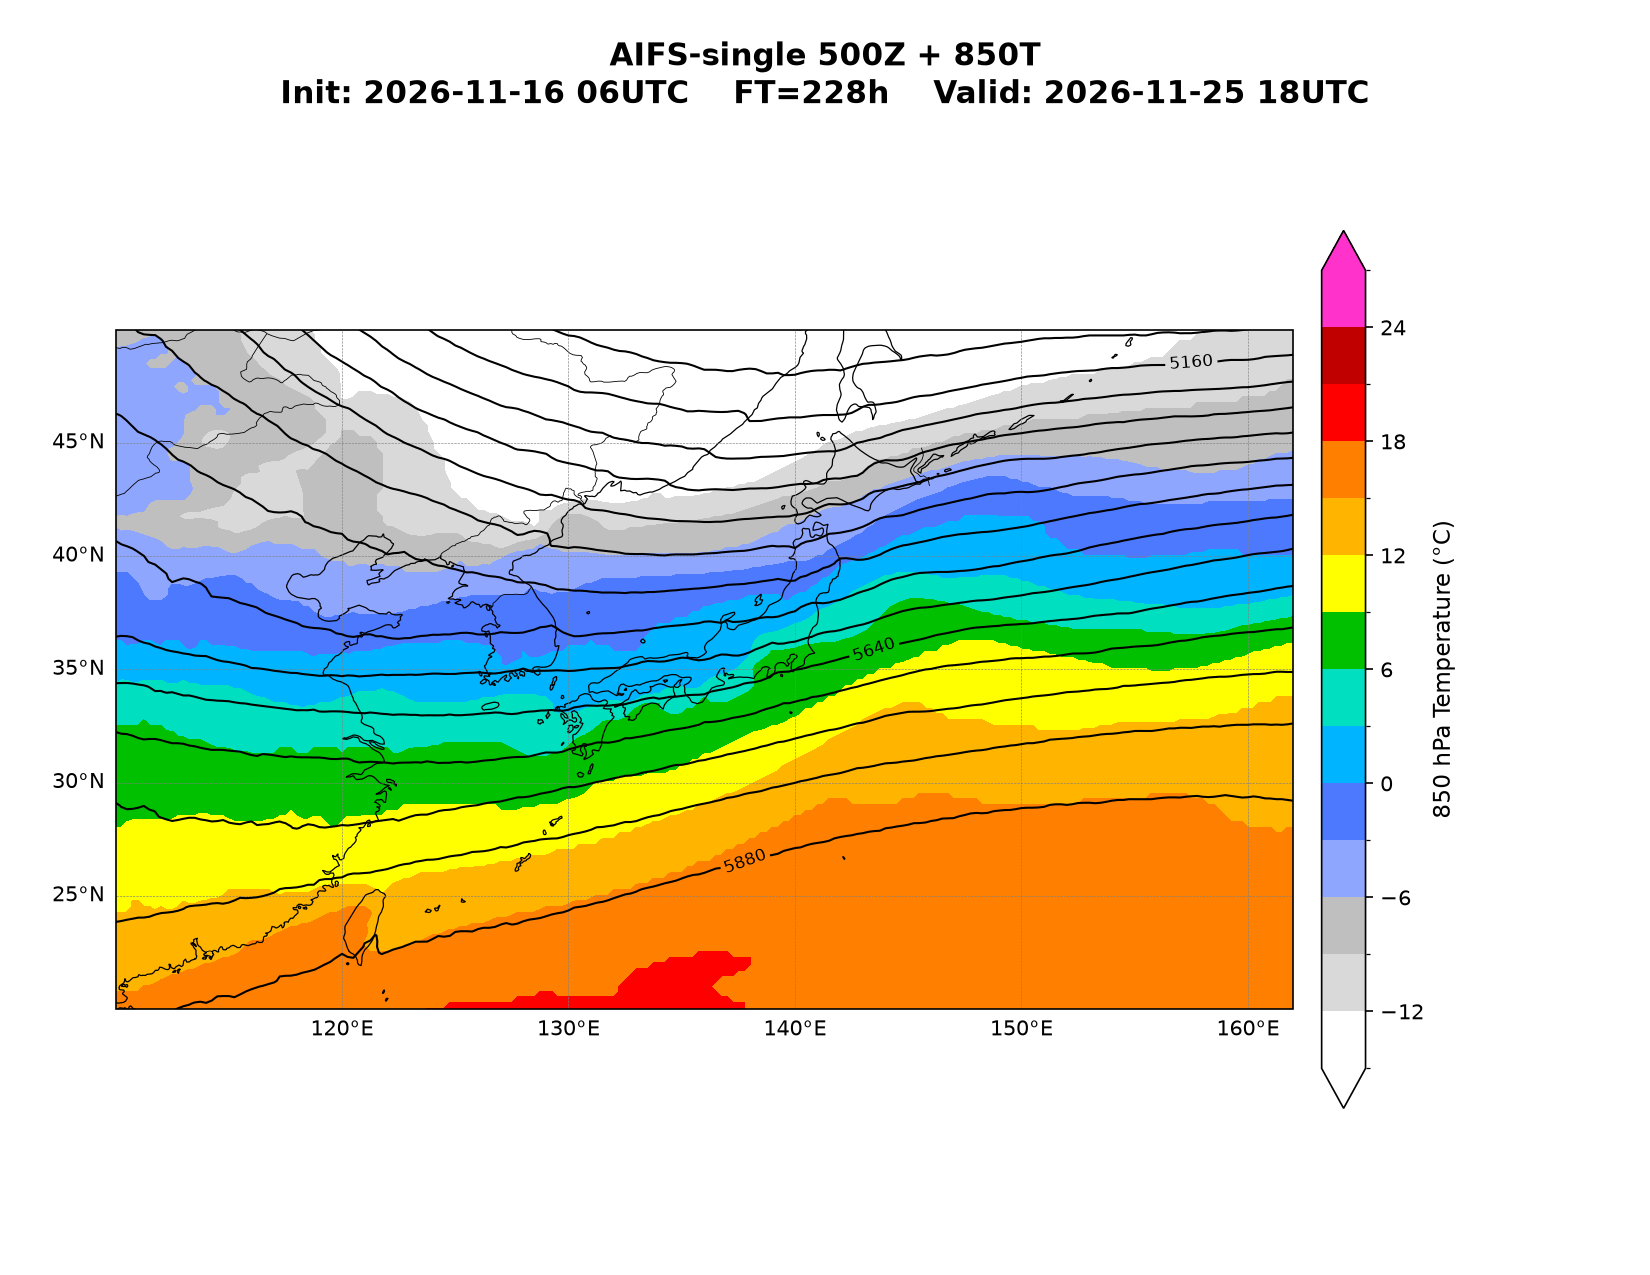 AIFS-single 500Z + 850T
Init: 2026-11-16 06UTC    FT=228h    Valid: 2026-11-25 18UTC
5160
5640
5880
45°N
40°N
35°N
30°N
25°N
120°E
130°E
140°E
150°E
160°E
24
18
12
6
0
−6
−12
850 hPa Temperature (°C)